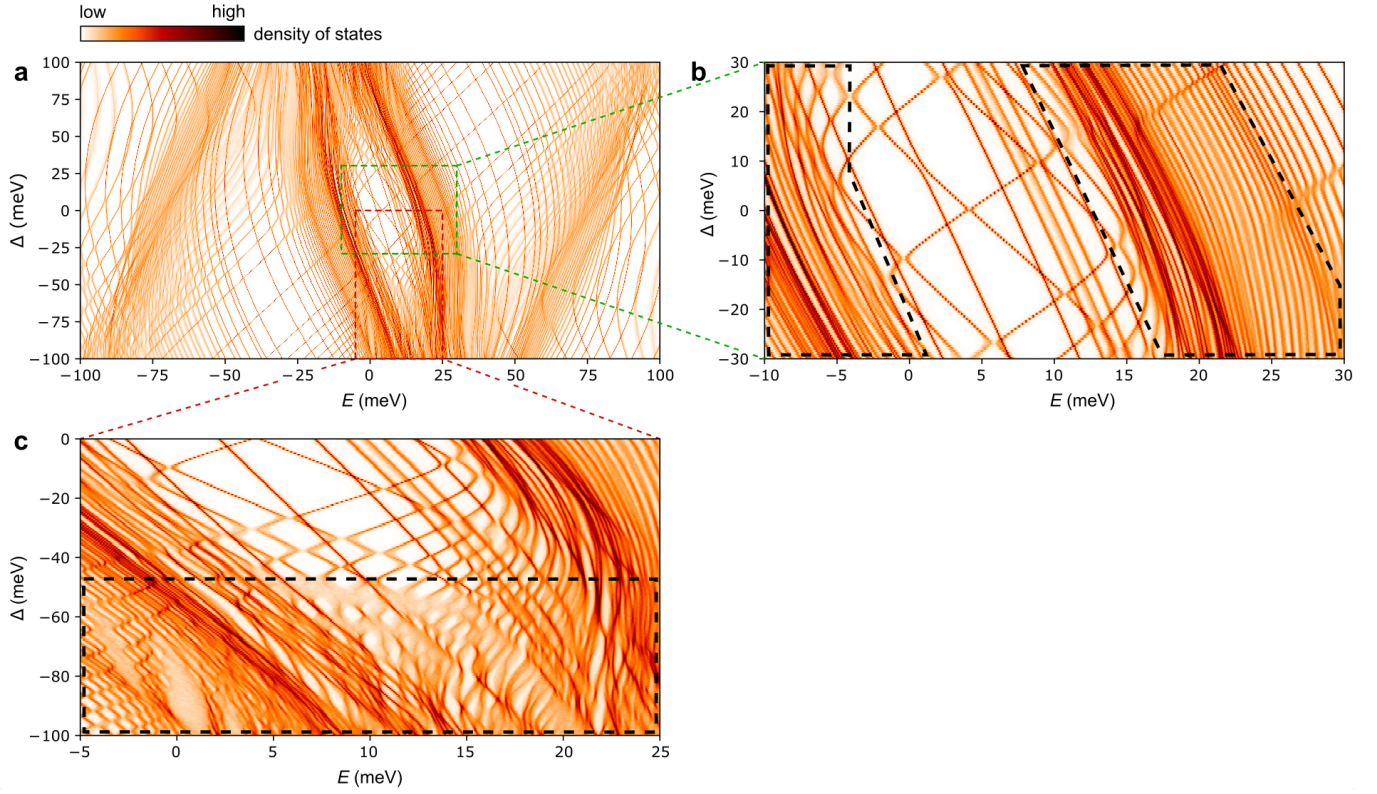 low high
density of states
a
Δ (meV)
100
75
50
25
0
−25
−50
−75
−100
−100 −75 −50 −25 0 25 50 75 100
E (meV)
b
Δ (meV)
30
20
10
0
−10
−20
−30
−10 −5 0 5 10 15 20 25 30
E (meV)
c
Δ (meV)
0
−20
−40
−60
−80
−100
−5 0 5 10 15 20 25
E (meV)